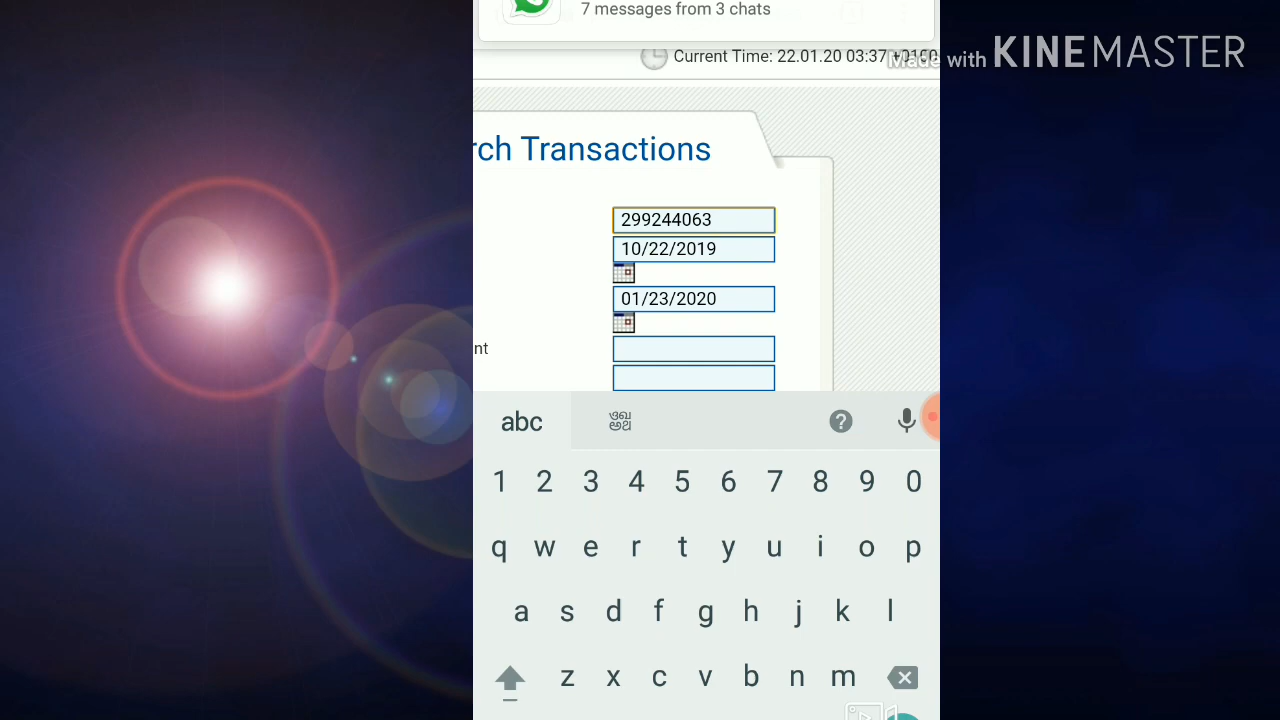 7 messages from 3 chats
Current Time: 22.01.20 03:37 +0100
Made with KINEMASTER
rch Transactions
299244063
10/22/2019
01/23/2020
nt
abc
1 2 3 4 5 6 7 8 9 0
q w e r t y u i o p
a s d f g h j k l
z x c v b n m